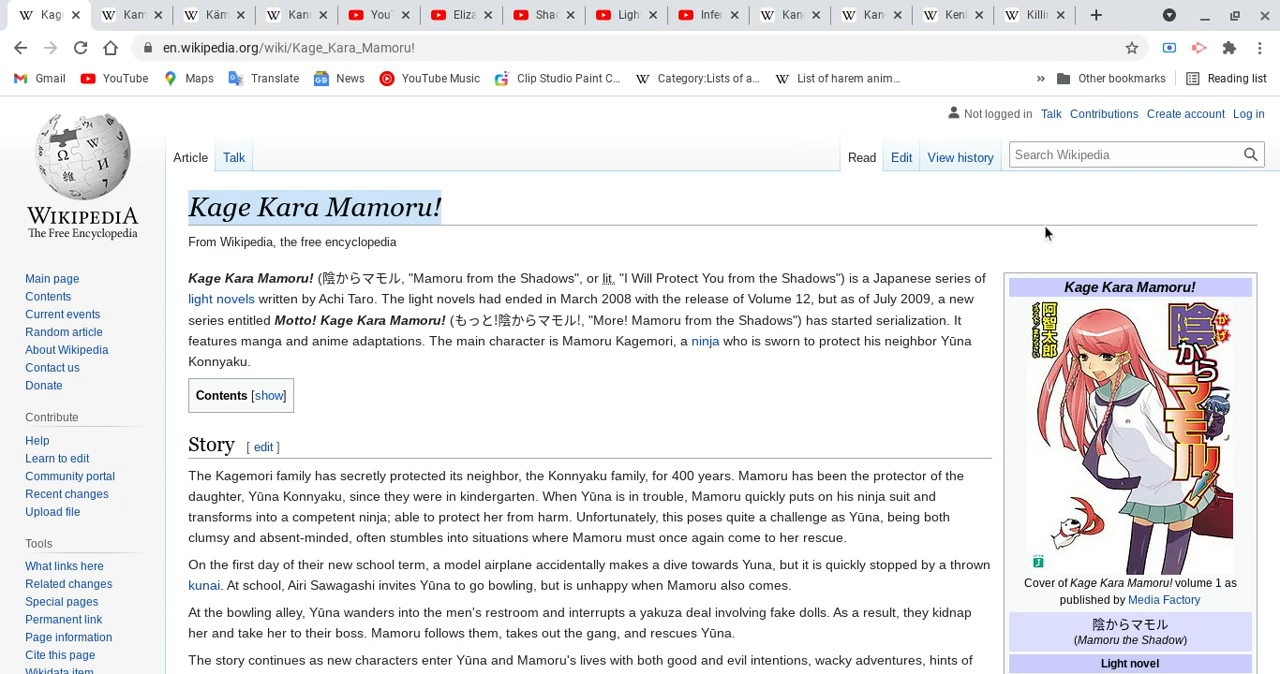 Kag
Kam
Käm
Kan
YouT
Eliza
Shad
Light
Infer
Kan
Kan
Kenl
Killin
en.wikipedia.org/wiki/Kage_Kara_Mamoru!
Gmail
YouTube
Maps
Translate
News
YouTube Music
Clip Studio Paint C...
Category:Lists of a...
List of harem anim...
»
Other bookmarks
Reading list
Not logged in Talk Contributions Create account Log in
Article Talk
Read Edit View history
Search Wikipedia
WIKIPEDIA
The Free Encyclopedia
Main page
Contents
Current events
Random article
About Wikipedia
Contact us
Donate
Contribute
Help
Learn to edit
Community portal
Recent changes
Upload file
Tools
What links here
Related changes
Special pages
Permanent link
Page information
Cite this page
Wikidata item
Kage Kara Mamoru!
From Wikipedia, the free encyclopedia
Kage Kara Mamoru! (陰からマモル, "Mamoru from the Shadows", or lit. "I Will Protect You from the Shadows") is a Japanese series of
light novels written by Achi Taro. The light novels had ended in March 2008 with the release of Volume 12, but as of July 2009, a new
series entitled Motto! Kage Kara Mamoru! (もっと!陰からマモル!, "More! Mamoru from the Shadows") has started serialization. It
features manga and anime adaptations. The main character is Mamoru Kagemori, a ninja who is sworn to protect his neighbor Yūna
Konnyaku.
Contents [show]
Story [ edit ]
The Kagemori family has secretly protected its neighbor, the Konnyaku family, for 400 years. Mamoru has been the protector of the
daughter, Yūna Konnyaku, since they were in kindergarten. When Yūna is in trouble, Mamoru quickly puts on his ninja suit and
transforms into a competent ninja; able to protect her from harm. Unfortunately, this poses quite a challenge as Yūna, being both
clumsy and absent-minded, often stumbles into situations where Mamoru must once again come to her rescue.
On the first day of their new school term, a model airplane accidentally makes a dive towards Yuna, but it is quickly stopped by a thrown
kunai. At school, Airi Sawagashi invites Yūna to go bowling, but is unhappy when Mamoru also comes.
At the bowling alley, Yūna wanders into the men's restroom and interrupts a yakuza deal involving fake dolls. As a result, they kidnap
her and take her to their boss. Mamoru follows them, takes out the gang, and rescues Yūna.
The story continues as new characters enter Yūna and Mamoru's lives with both good and evil intentions, wacky adventures, hints of
Kage Kara Mamoru!
阿智太郎
陰からマモル!
かげ
Cover of Kage Kara Mamoru! volume 1 as
published by Media Factory
陰からマモル
(Mamoru the Shadow)
Light novel